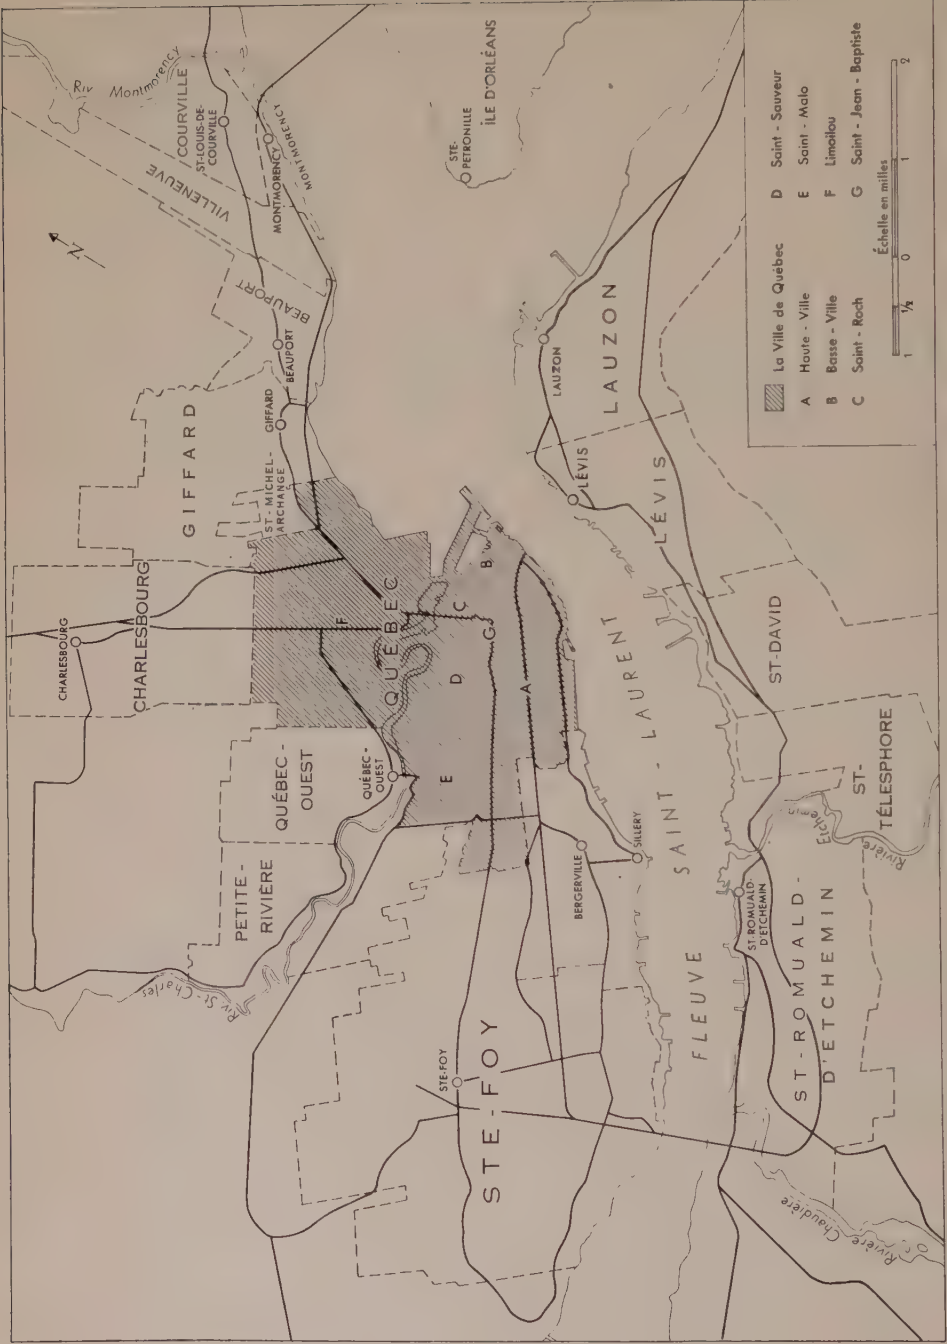 Riv Montmorency
COURVILLE
ST-LOUIS-DE-
COURVILLE
VILLENEUVE
MONTMORENCY
MONTMORENCY
N
BEAUPORT
BEAUPORT
STE-
PETRONILLE
ÎLE D'ORLÉANS
GIFFARD
GIFFARD
ST-MICHEL-
ARCHANGE
CHARLESBOURG
CHARLESBOURG
QUÉBEC
F
C
B
G
D
A
E
QUÉBEC-
OUEST
QUÉBEC-
OUEST
PETITE-
RIVIÈRE
Riv St-Charles
BERGERVILLE
SILLERY
STE-FOY
STE-FOY
FLEUVE SAINT-LAURENT
LAUZON
LAUZON
LÉVIS
LÉVIS
ST-DAVID
ST-
TÉLESPHORE
Rivière Etchemin
ST-ROMUALD-
D'ETCHEMIN
ST-ROMUALD-
D'ETCHEMIN
Rivière Chaudière
La Ville de Québec
A Haute - Ville
B Basse - Ville
C Saint - Roch
D Saint - Sauveur
E Saint - Malo
F Limoilou
G Saint - Jean - Baptiste
Échelle en milles
1 ½ 0 1 2